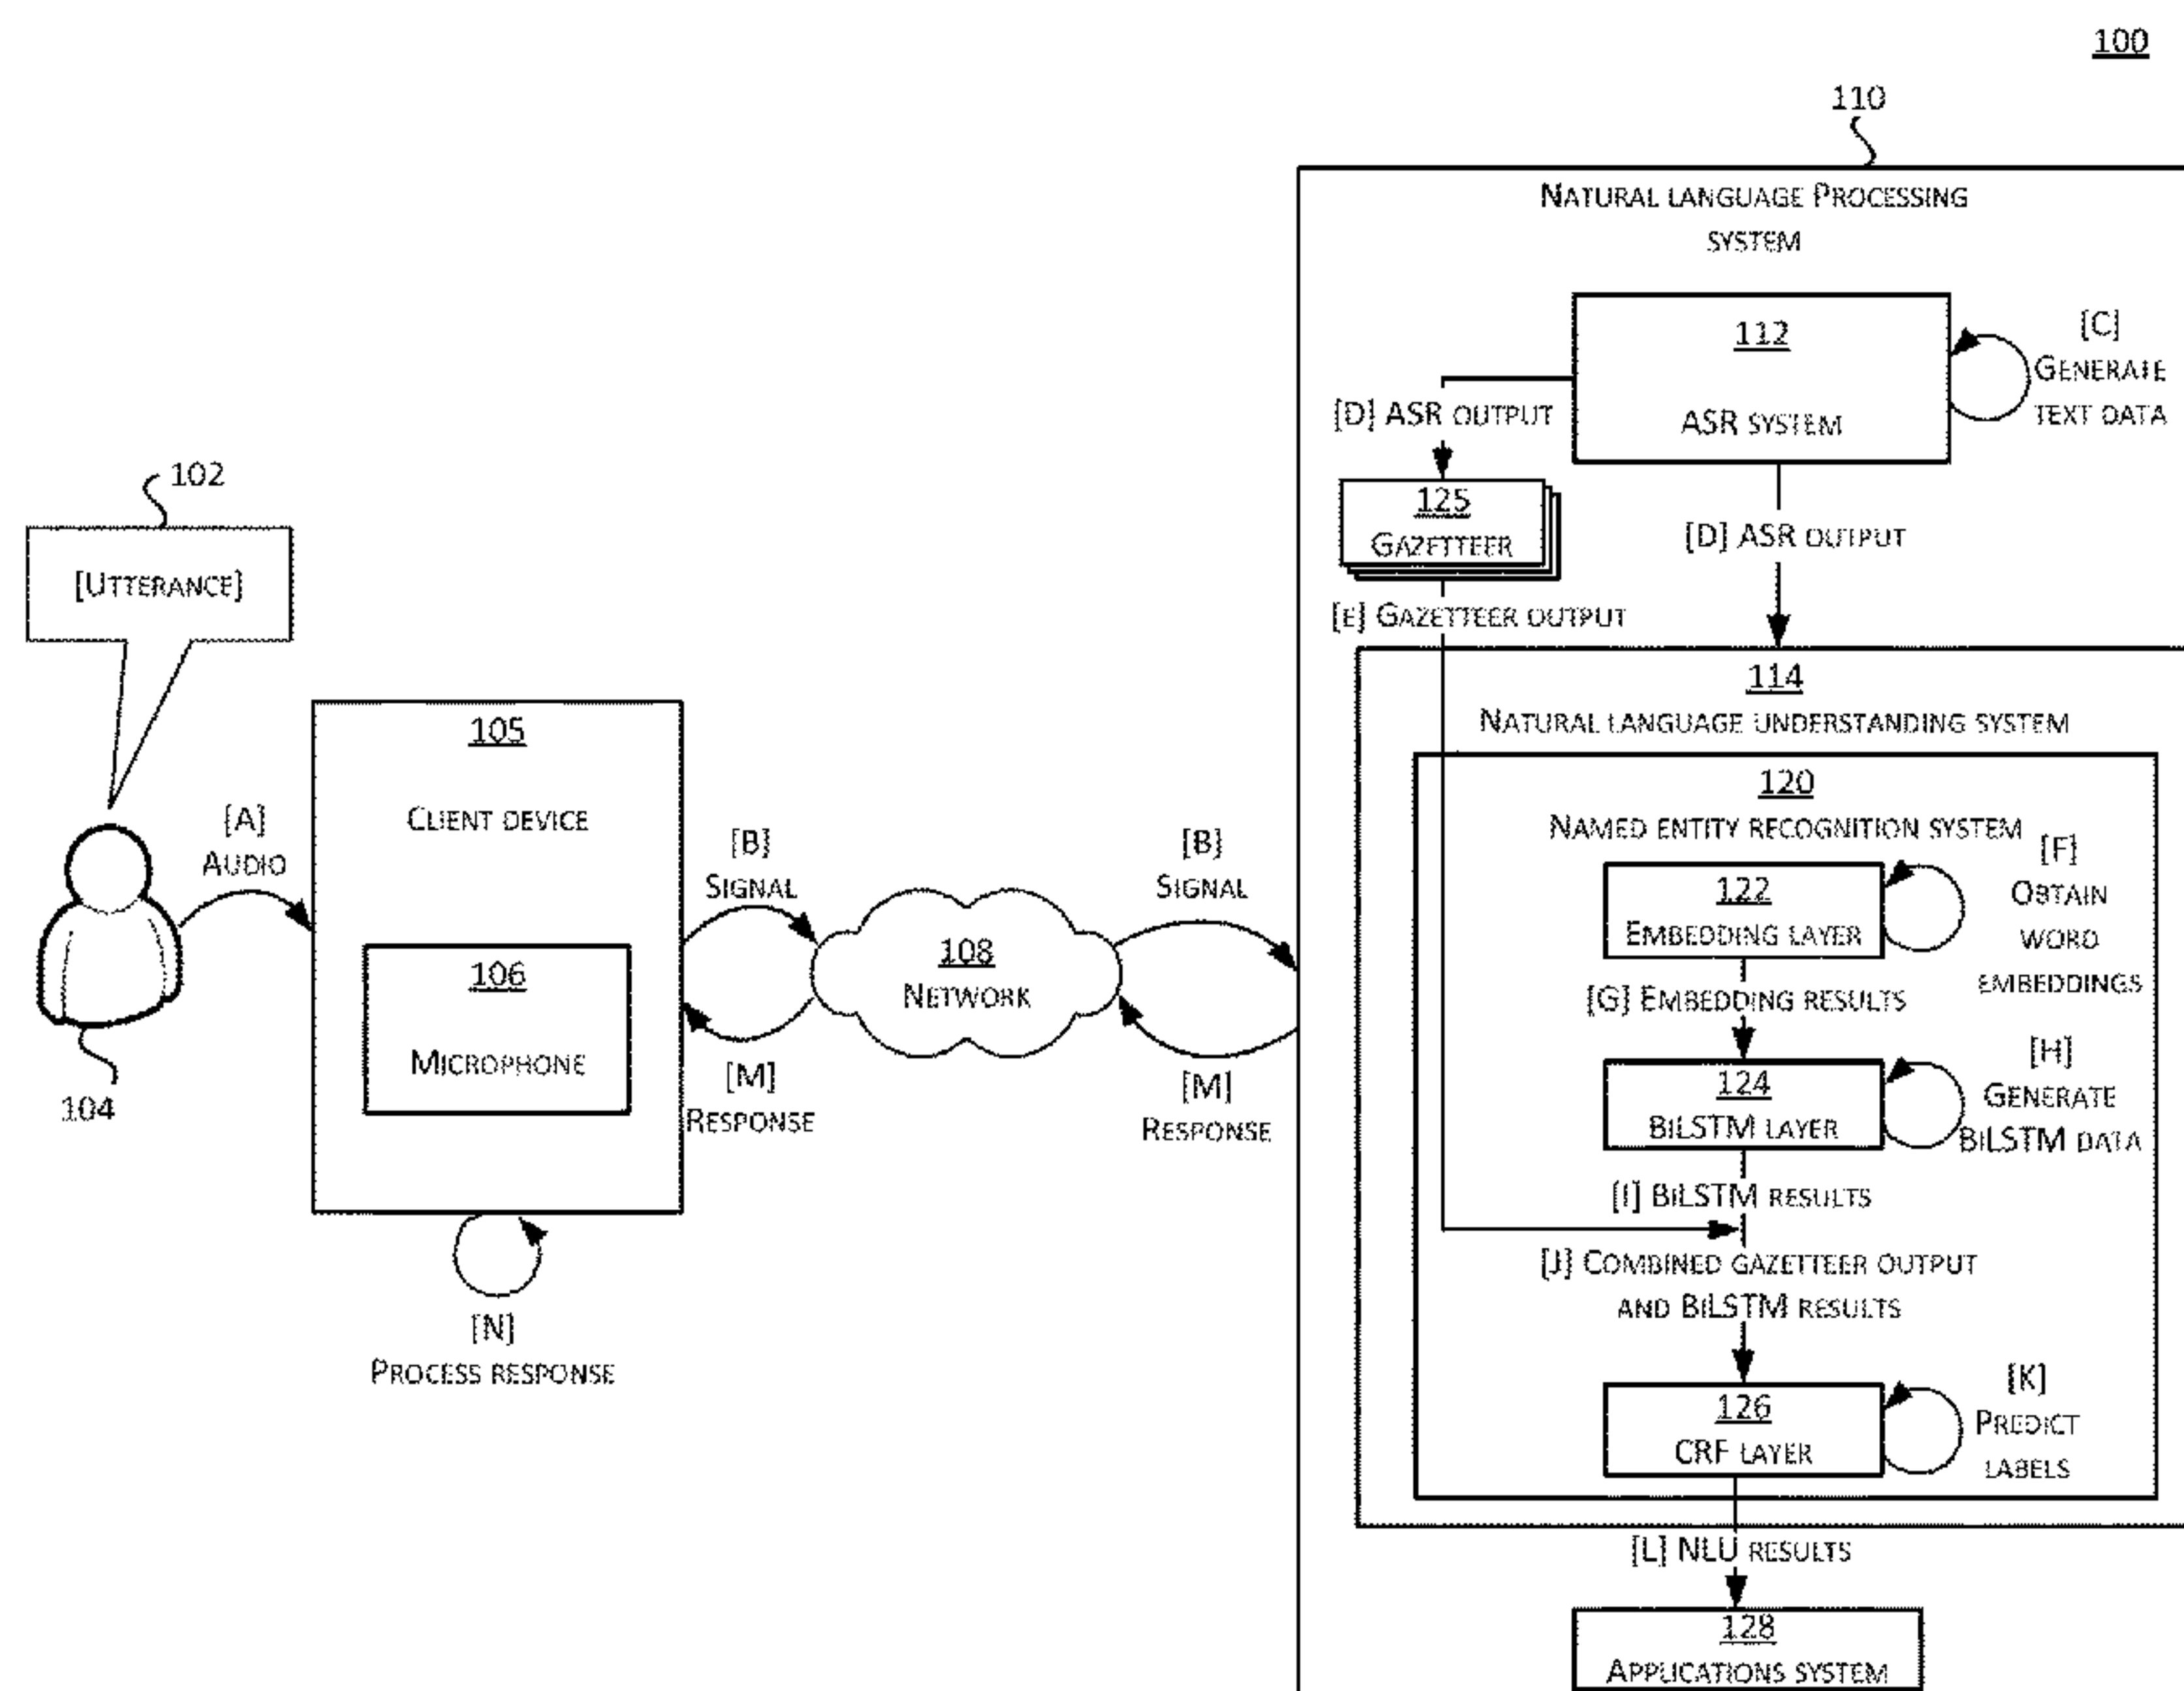 100
110
NATURAL LANGUAGE PROCESSING
SYSTEM
112
ASR SYSTEM
[C]
GENERATE
TEXT DATA
[D] ASR OUTPUT
125
GAZETTEER
[D] ASR OUTPUT
[E] GAZETTEER OUTPUT
102
[UTTERANCE]
104
[A]
AUDIO
105
CLIENT DEVICE
106
MICROPHONE
[N]
PROCESS RESPONSE
[B]
SIGNAL
[M]
RESPONSE
108
NETWORK
[B]
SIGNAL
[M]
RESPONSE
114
NATURAL LANGUAGE UNDERSTANDING SYSTEM
120
NAMED ENTITY RECOGNITION SYSTEM
122
EMBEDDING LAYER
[F]
OBTAIN
WORD
EMBEDDINGS
[G] EMBEDDING RESULTS
124
BILSTM LAYER
[H]
GENERATE
BILSTM DATA
[I] BILSTM RESULTS
[J] COMBINED GAZETTEER OUTPUT
AND BILSTM RESULTS
126
CRF LAYER
[K]
PREDICT
LABELS
[L] NLU RESULTS
128
APPLICATIONS SYSTEM